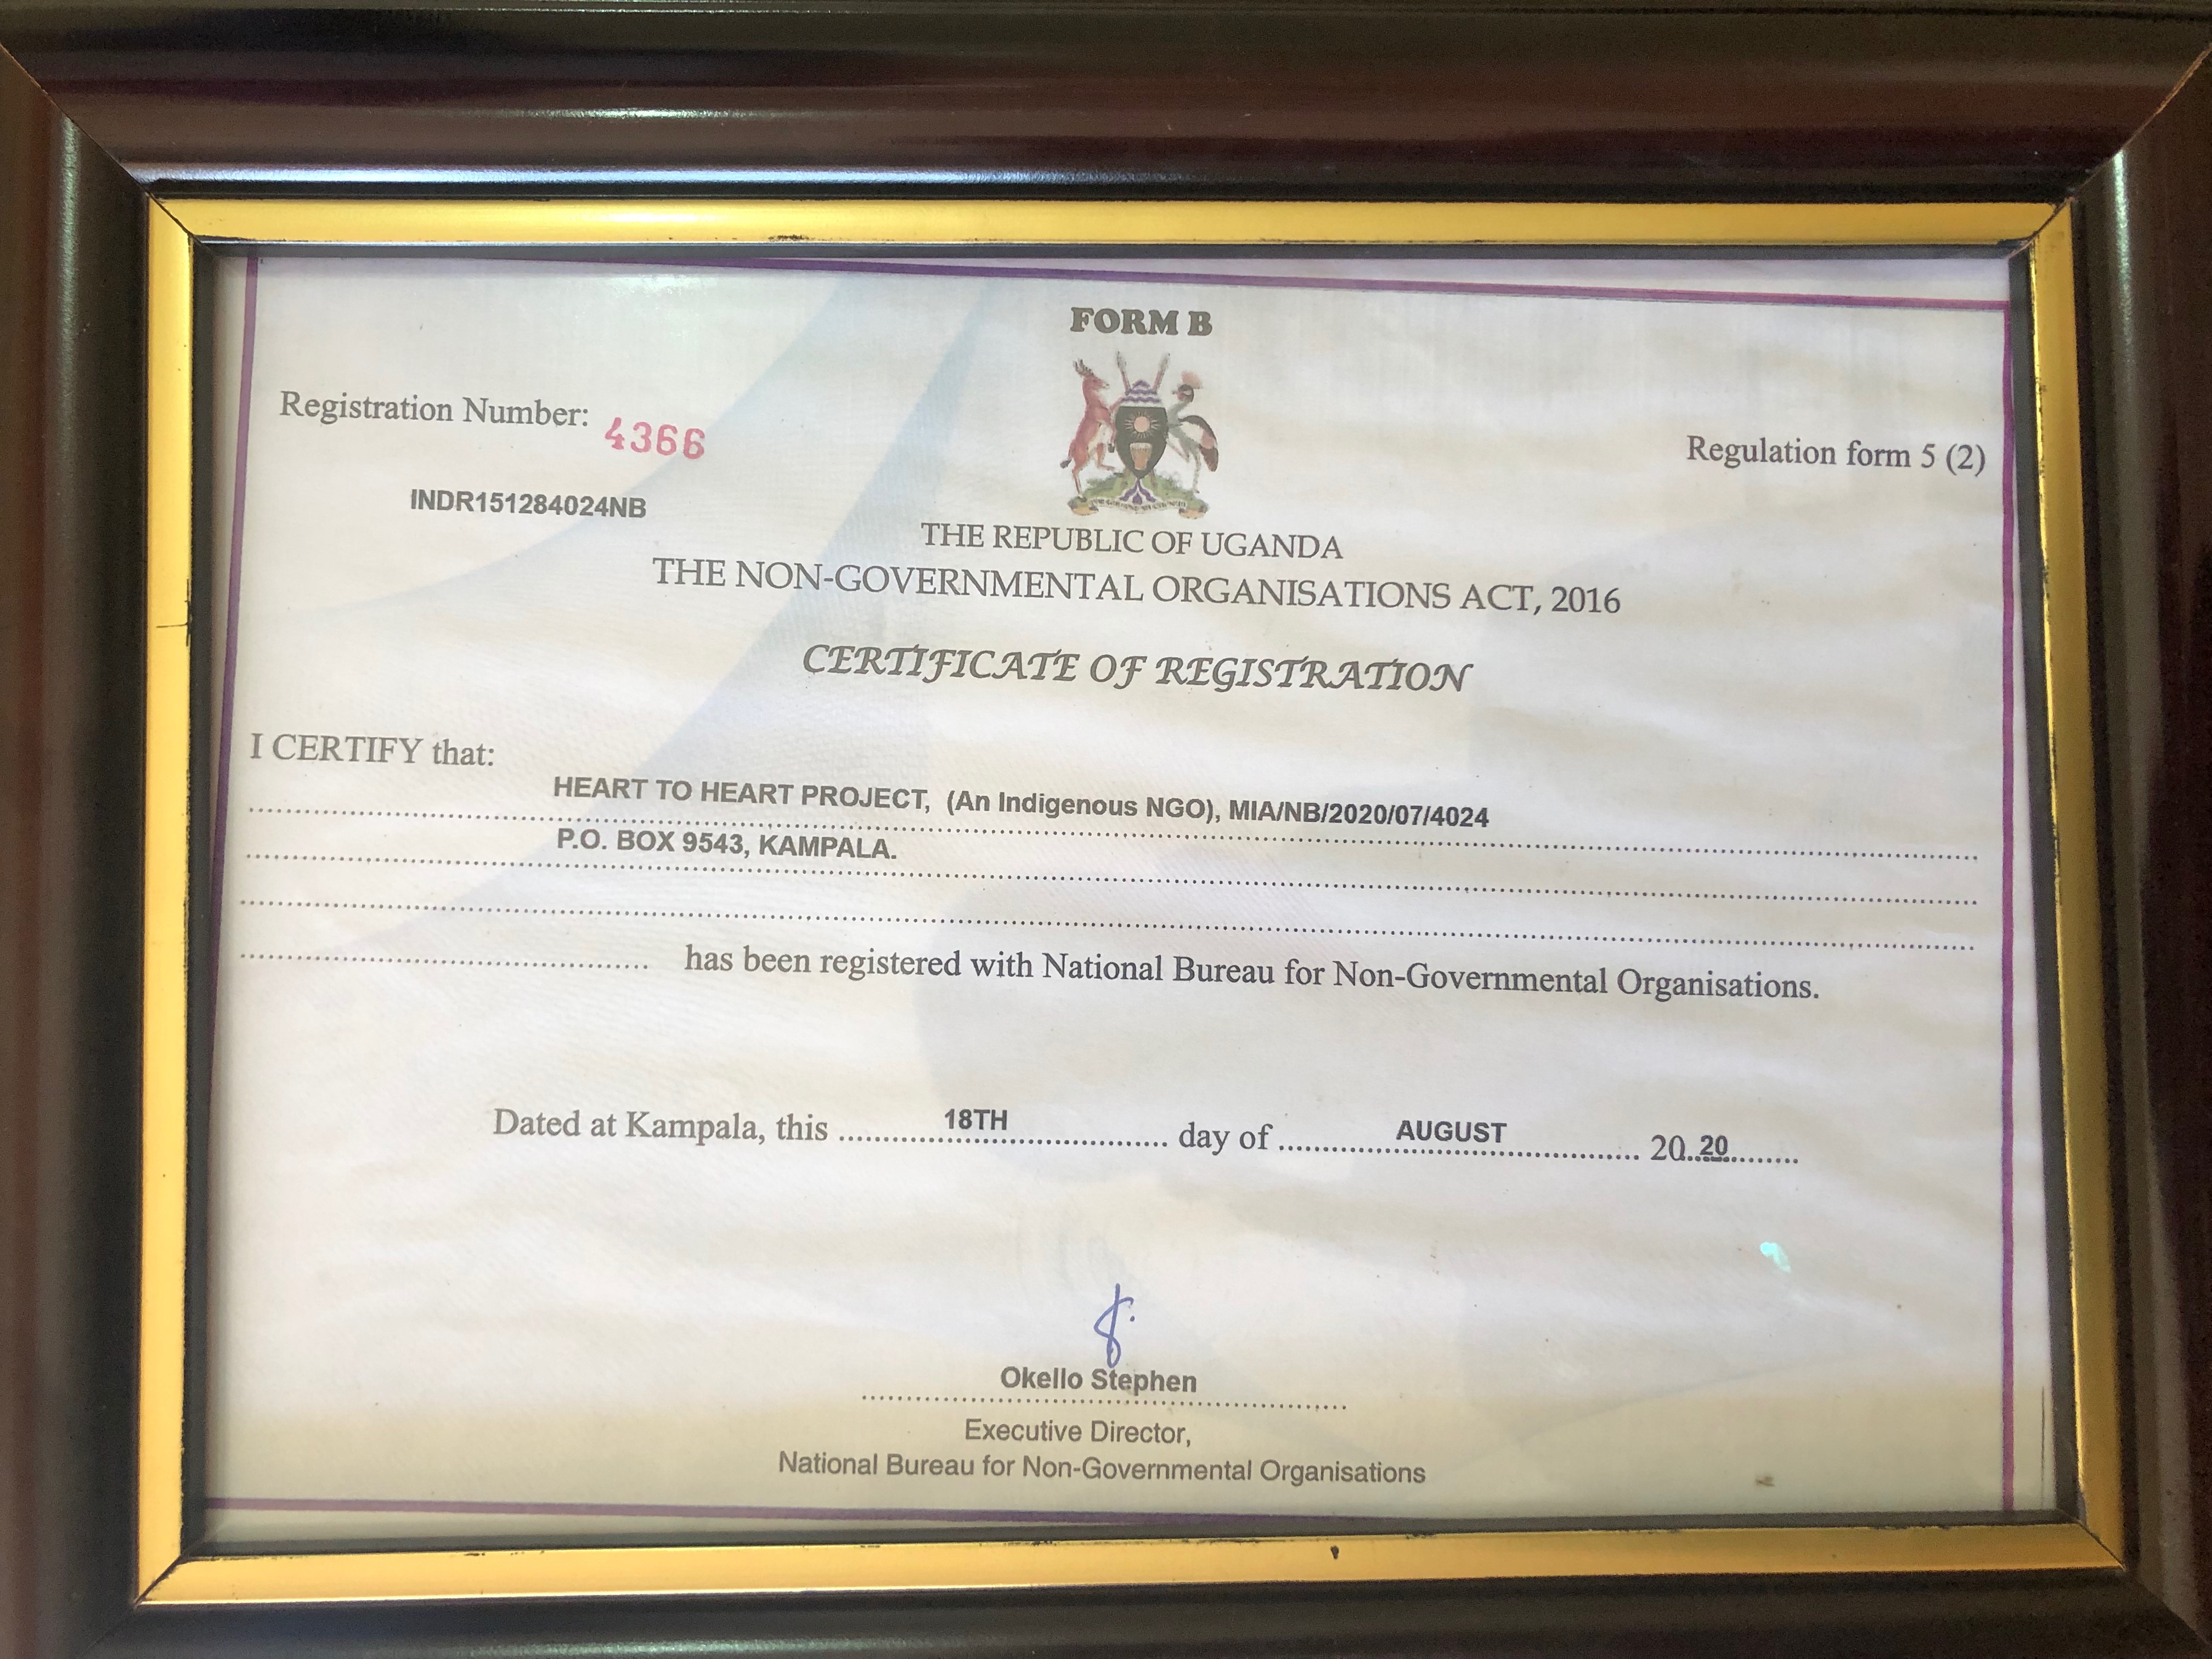 FORM B
Registration Number: 4366
Regulation form 5 (2)
INDR151284024NB
THE REPUBLIC OF UGANDA
THE NON-GOVERNMENTAL ORGANISATIONS ACT, 2016
CERTIFICATE OF REGISTRATION
I CERTIFY that:
HEART TO HEART PROJECT, (An Indigenous NGO), MIA/NB/2020/07/4024
P.O. BOX 9543, KAMPALA.
has been registered with National Bureau for Non-Governmental Organisations.
Dated at Kampala, this 18TH day of AUGUST 20 20
Okello Stephen
Executive Director,
National Bureau for Non-Governmental Organisations